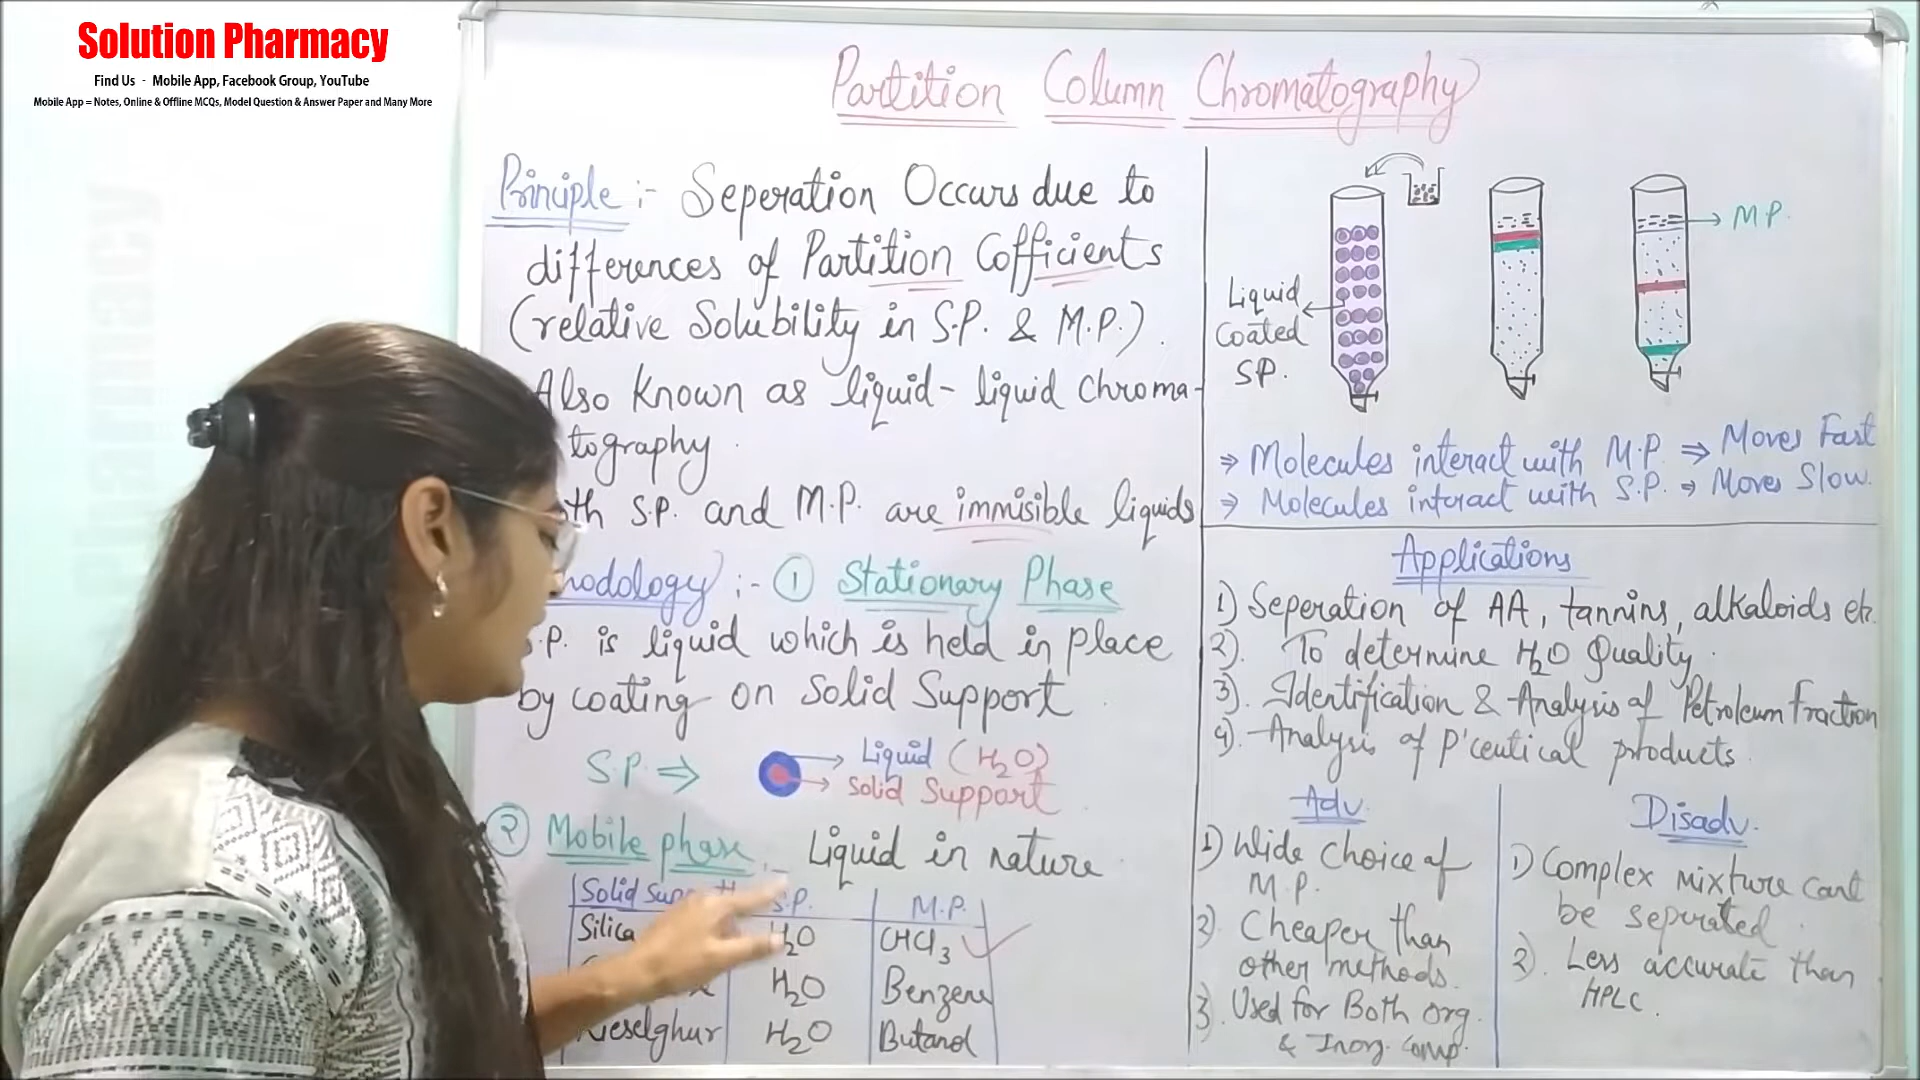 Solution Pharmacy
Find Us - Mobile App, Facebook Group, YouTube
Mobile App = Notes, Online & Offline MCQs, Model Question & Answer Paper and Many More
Partition Column Chromatography
Principle :- Seperation Occurs due to
differences of Partition Cofficients
(relative Solubility in S.P. & M.P.).
Also known as liquid-liquid Chroma-
tography.
S.P. and M.P. are immisible liquids
:- ① Stationary Phase
is liquid which is held in place
by coating on Solid Support.
S.P. ⇒
Liquid (H2O)
Solid Support
② Mobile phase :- Liquid in nature
Solid S.P. M.P.
Silica H2O CHCl3 ✓
H2O Benzene
Kieselghur H2O Butanol
Liquid
Coated
S.P.
M.P.
⇒ Molecules interact with M.P. ⇒ Moves Fast
⇒ Molecules interact with S.P. ⇒ Moves Slow.
Applications
1) Seperation of AA, tannins, alkaloids etc.
2). To determine H2O Quality.
3). Identification & Analysis of Petroleum fraction
4). Analysis of P'ceutical products.
Adv.
1) Wide choice of
M.P.
2). Cheaper than
other methods.
3). Used for Both org.
& Inorg. comp.
Disadv.
1) Complex mixture cant
be seperated.
2). Less accurate than
HPLC.